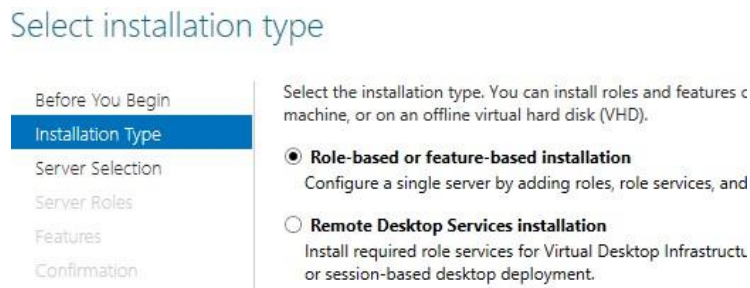 Select installation type
Before You Begin
Installation Type
Server Selection
Server Roles
Features
Confirmation
Select the installation type. You can install roles and features
machine, or on an offline virtual hard disk (VHD).
Role-based or feature-based installation
Configure a single server by adding roles, role services, and
Remote Desktop Services installation
Install required role services for Virtual Desktop
or session-based desktop deployment.